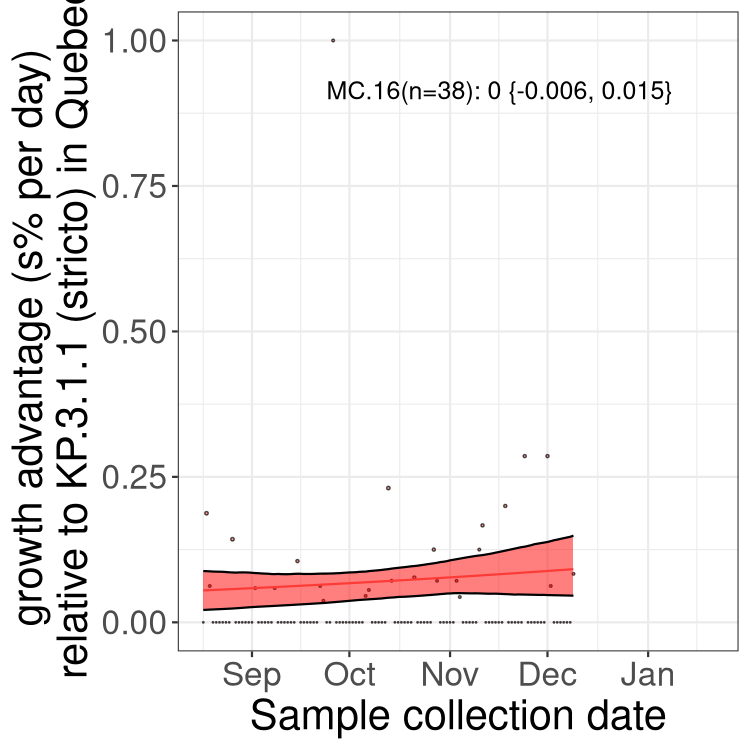 growth advantage (s% per day)
relative to KP.3.1.1 (stricto) in Quebec
1.00
0.75
0.50
0.25
0.00
MC.16(n=38): 0 {-0.006, 0.015}
Sep Oct Nov Dec Jan
Sample collection date